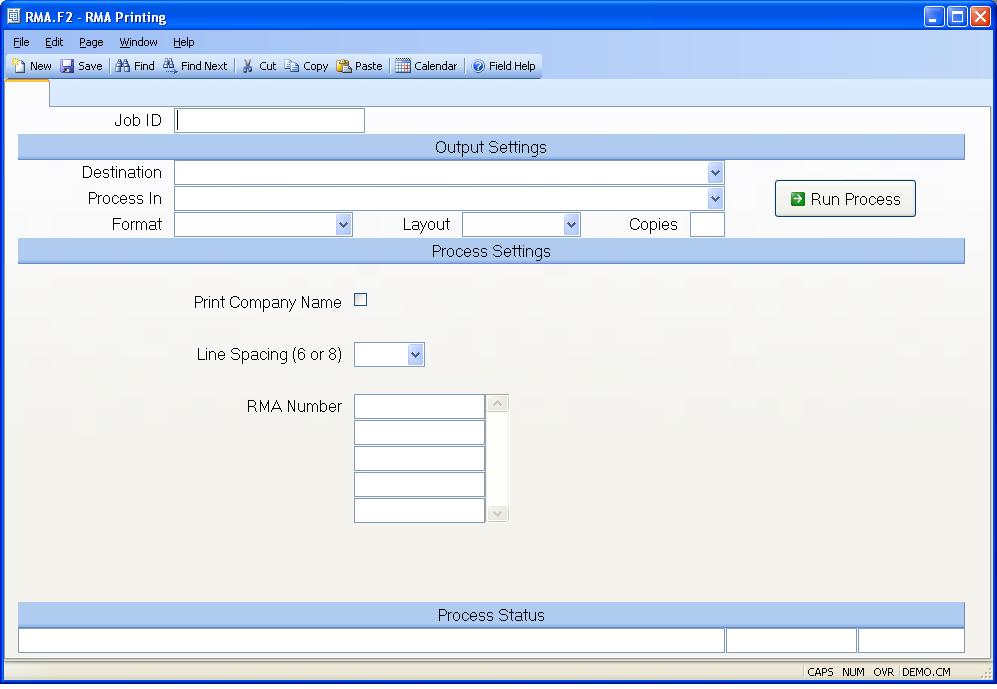 RMA.F2 - RMA Printing
File Edit Page Window Help
New Save Find Find Next Cut Copy Paste Calendar Field Help
Job ID
Output Settings
Destination
Process In
Run Process
Format Layout Copies
Process Settings
Print Company Name
Line Spacing (6 or 8)
RMA Number
Process Status
CAPS NUM OVR DEMO.CM